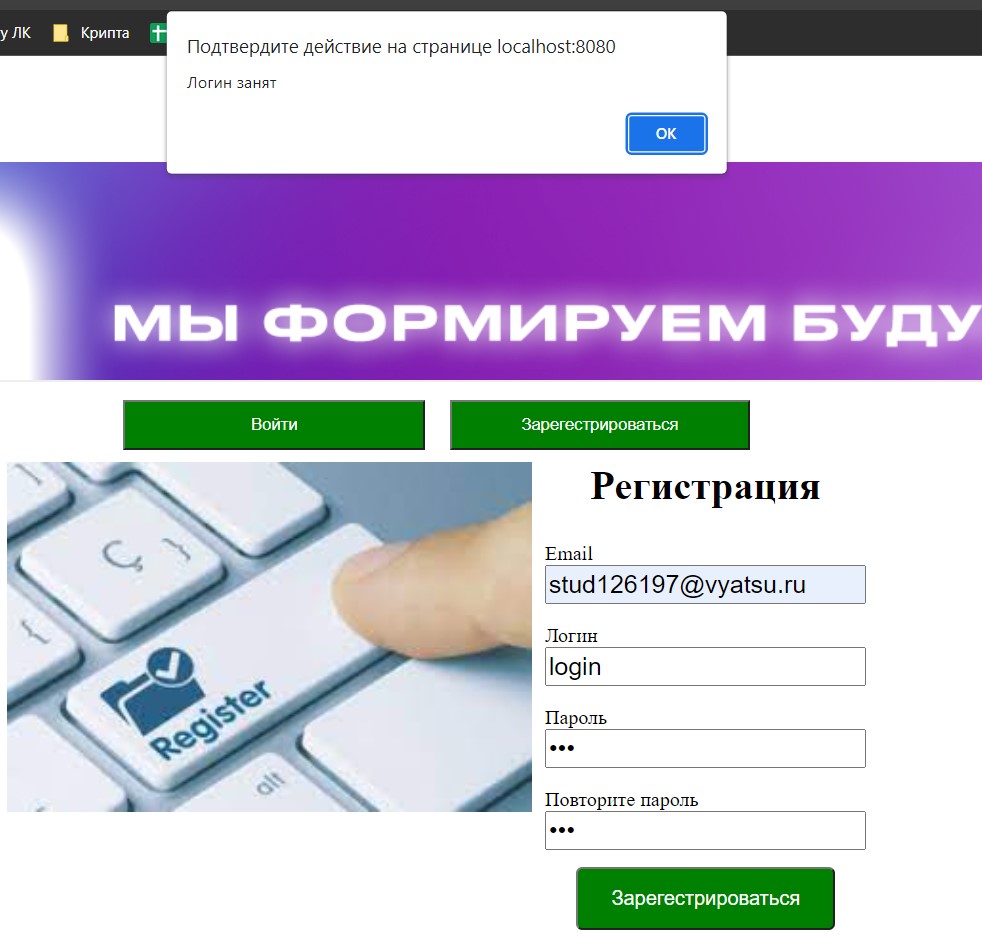 у ЛК Крипта
Подтвердите действие на странице localhost:8080
Логин занят
ОК
МЫ ФОРМИРУЕМ БУДУ
Войти Зарегестрироваться
Регистрация
Email
stud126197@vyatsu.ru
Логин
login
Пароль
•••
Повторите пароль
•••
Зарегестрироваться
Register
alt